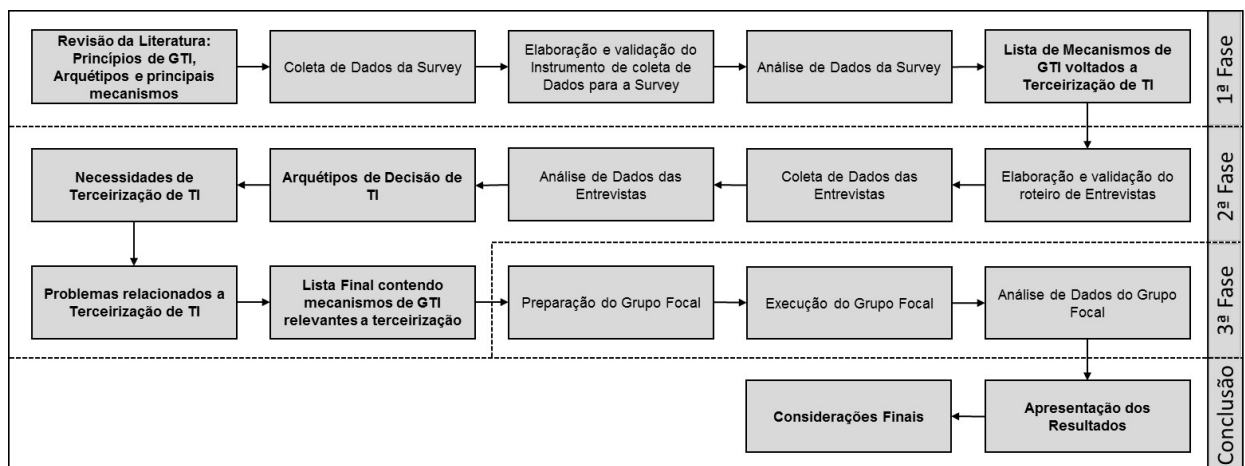 Revisão da Literatura:
Princípios de GTI,
Arquétipos e principais
mecanismos
Coleta de Dados da Survey
Elaboração e validação do
Instrumento de coleta de
Dados para a Survey
Análise de Dados da Survey
Lista de Mecanismos de
GTI voltados a
Terceirização de TI
1ª Fase
Necessidades de
Terceirização de TI
Arquétipos de Decisão de
TI
Análise de Dados das
Entrevistas
Coleta de Dados das
Entrevistas
Elaboração e validação do
roteiro de Entrevistas
2ª Fase
Problemas relacionados a
Terceirização de TI
Lista Final contendo
mecanismos de GTI
relevantes a terceirização
Preparação do Grupo Focal
Execução do Grupo Focal
Análise de Dados do Grupo
Focal
3ª Fase
Considerações Finais
Apresentação dos
Resultados
Conclusão